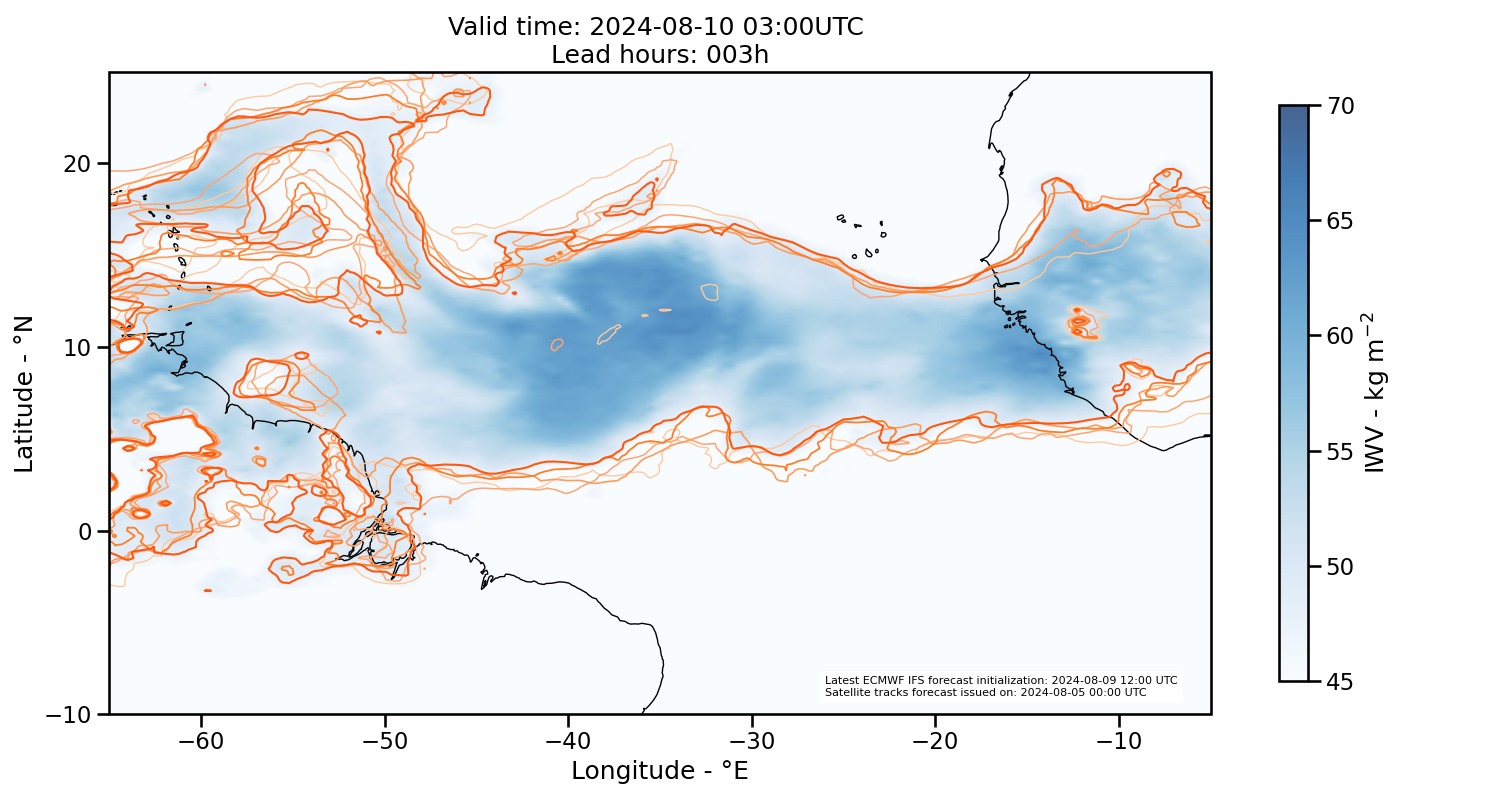 Valid time: 2024-08-10 03:00UTC
Lead hours: 003h
20
10
0
−10
Latitude - °N
−60
−50
−40
−30
−20
−10
Longitude - °E
Latest ECMWF IFS forecast initialization: 2024-08-09 12:00 UTC
Satellite tracks forecast issued on: 2024-08-05 00:00 UTC
70
65
60
55
50
45
IWV - kg m⁻²